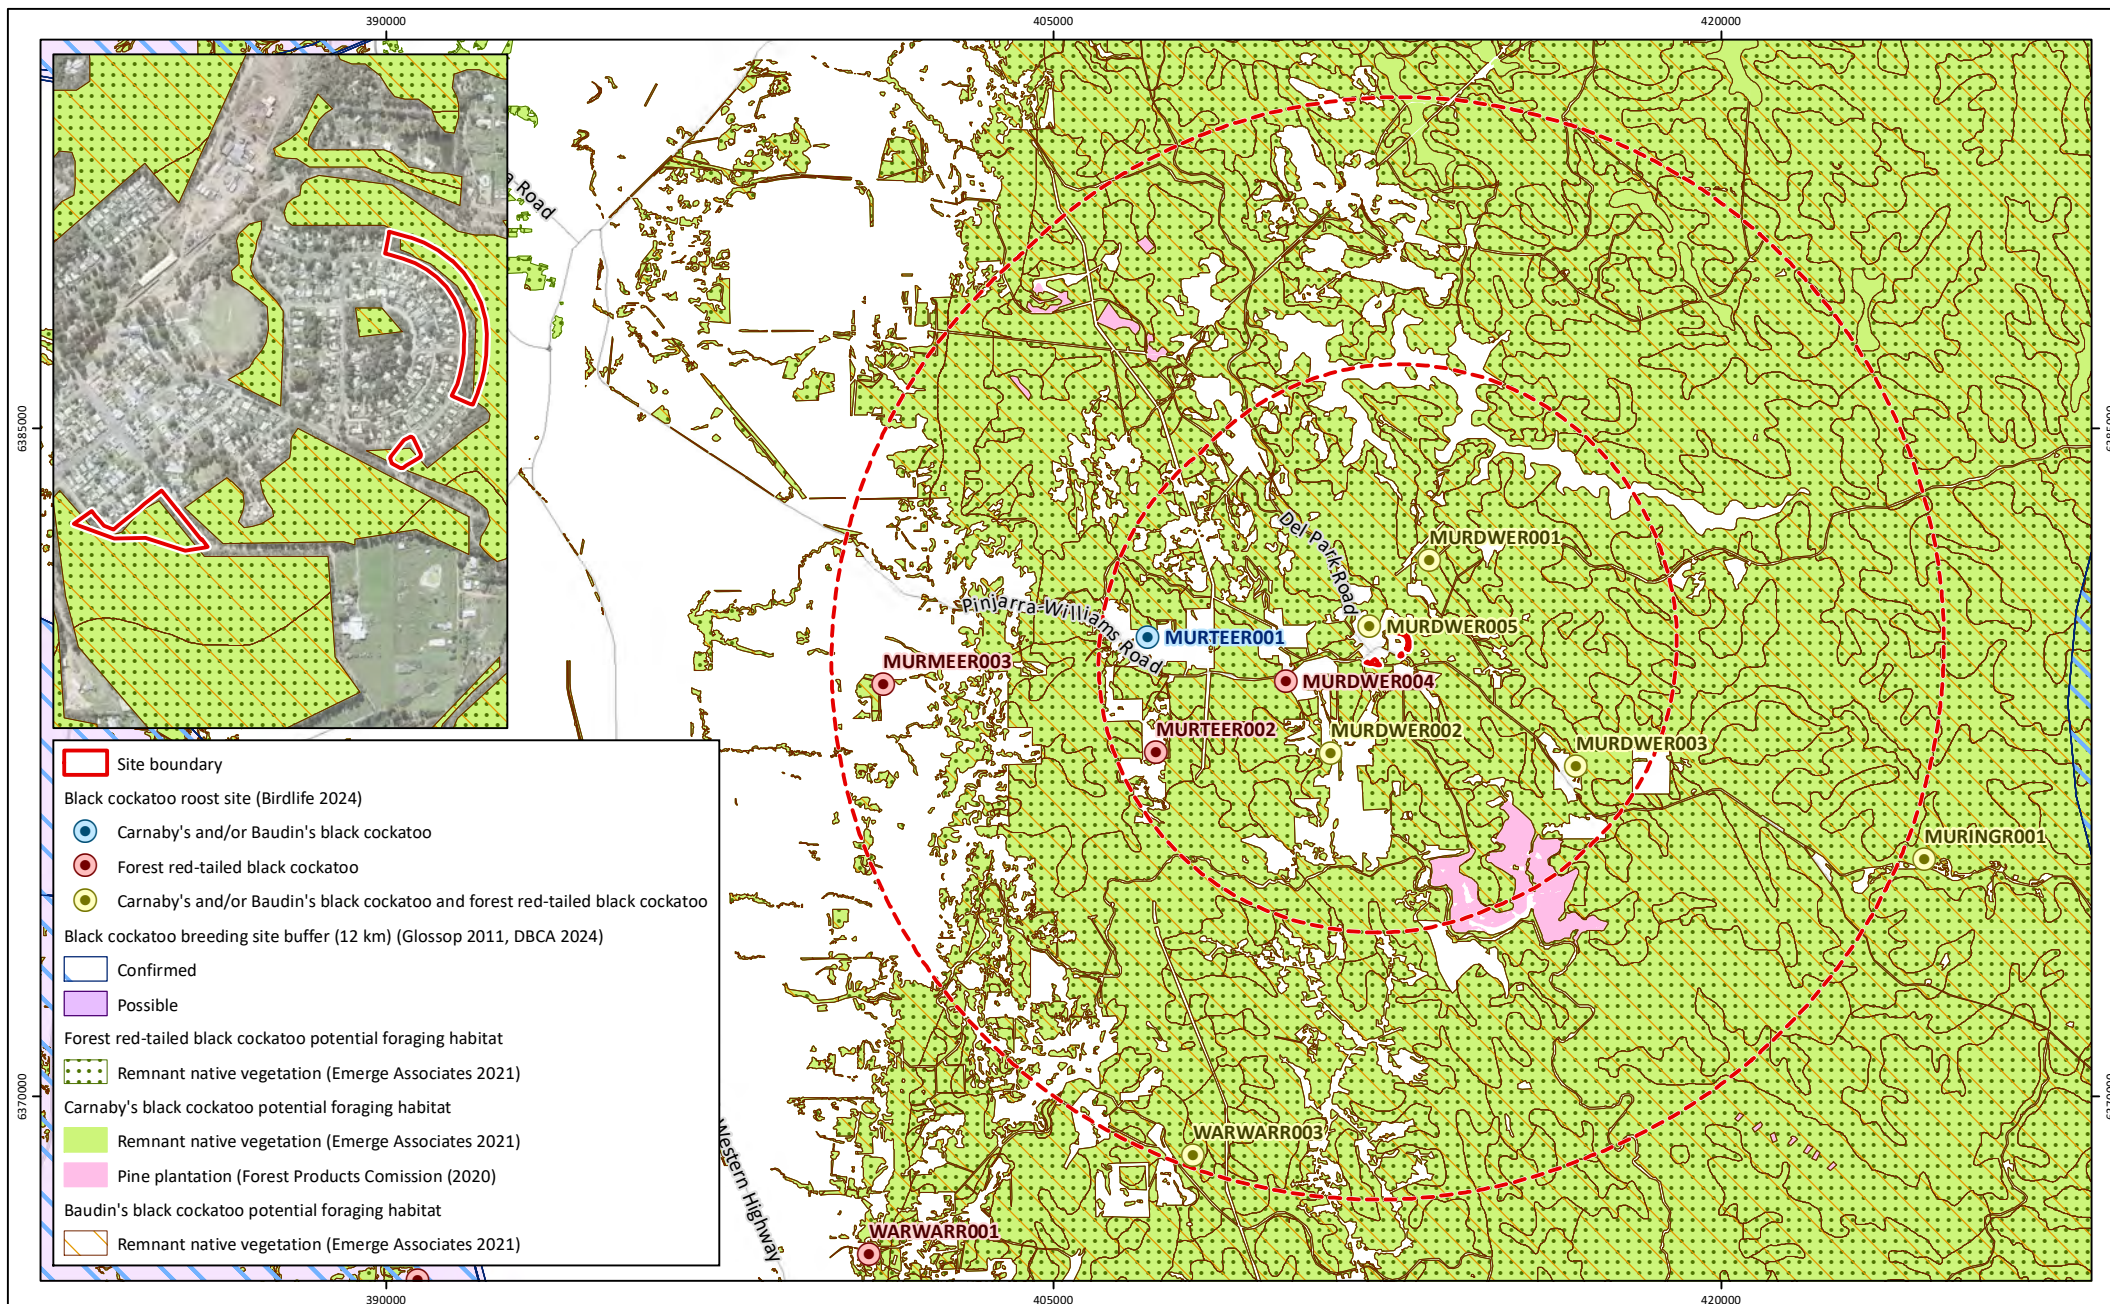 390000
405000
420000
a Road
6385000
6385000
Del Park Road
MURDWER001
Pinjarra-Williams Road
MURTEER001
MURDWER005
MURMEER003
MURDWER004
MURTEER002
MURDWER002
MURDWER003
MURINGR001
Site boundary
Black cockatoo roost site (Birdlife 2024)
Carnaby's and/or Baudin's black cockatoo
Forest red-tailed black cockatoo
Carnaby's and/or Baudin's black cockatoo and forest red-tailed black cockatoo
Black cockatoo breeding site buffer (12 km) (Glossop 2011, DBCA 2024)
Confirmed
Possible
Forest red-tailed black cockatoo potential foraging habitat
Remnant native vegetation (Emerge Associates 2021)
Carnaby's black cockatoo potential foraging habitat
Remnant native vegetation (Emerge Associates 2021)
Pine plantation (Forest Products Comission (2020)
Baudin's black cockatoo potential foraging habitat
Remnant native vegetation (Emerge Associates 2021)
6370000
6370000
WARWARR003
Western Highway
WARWARR001
390000
405000
420000